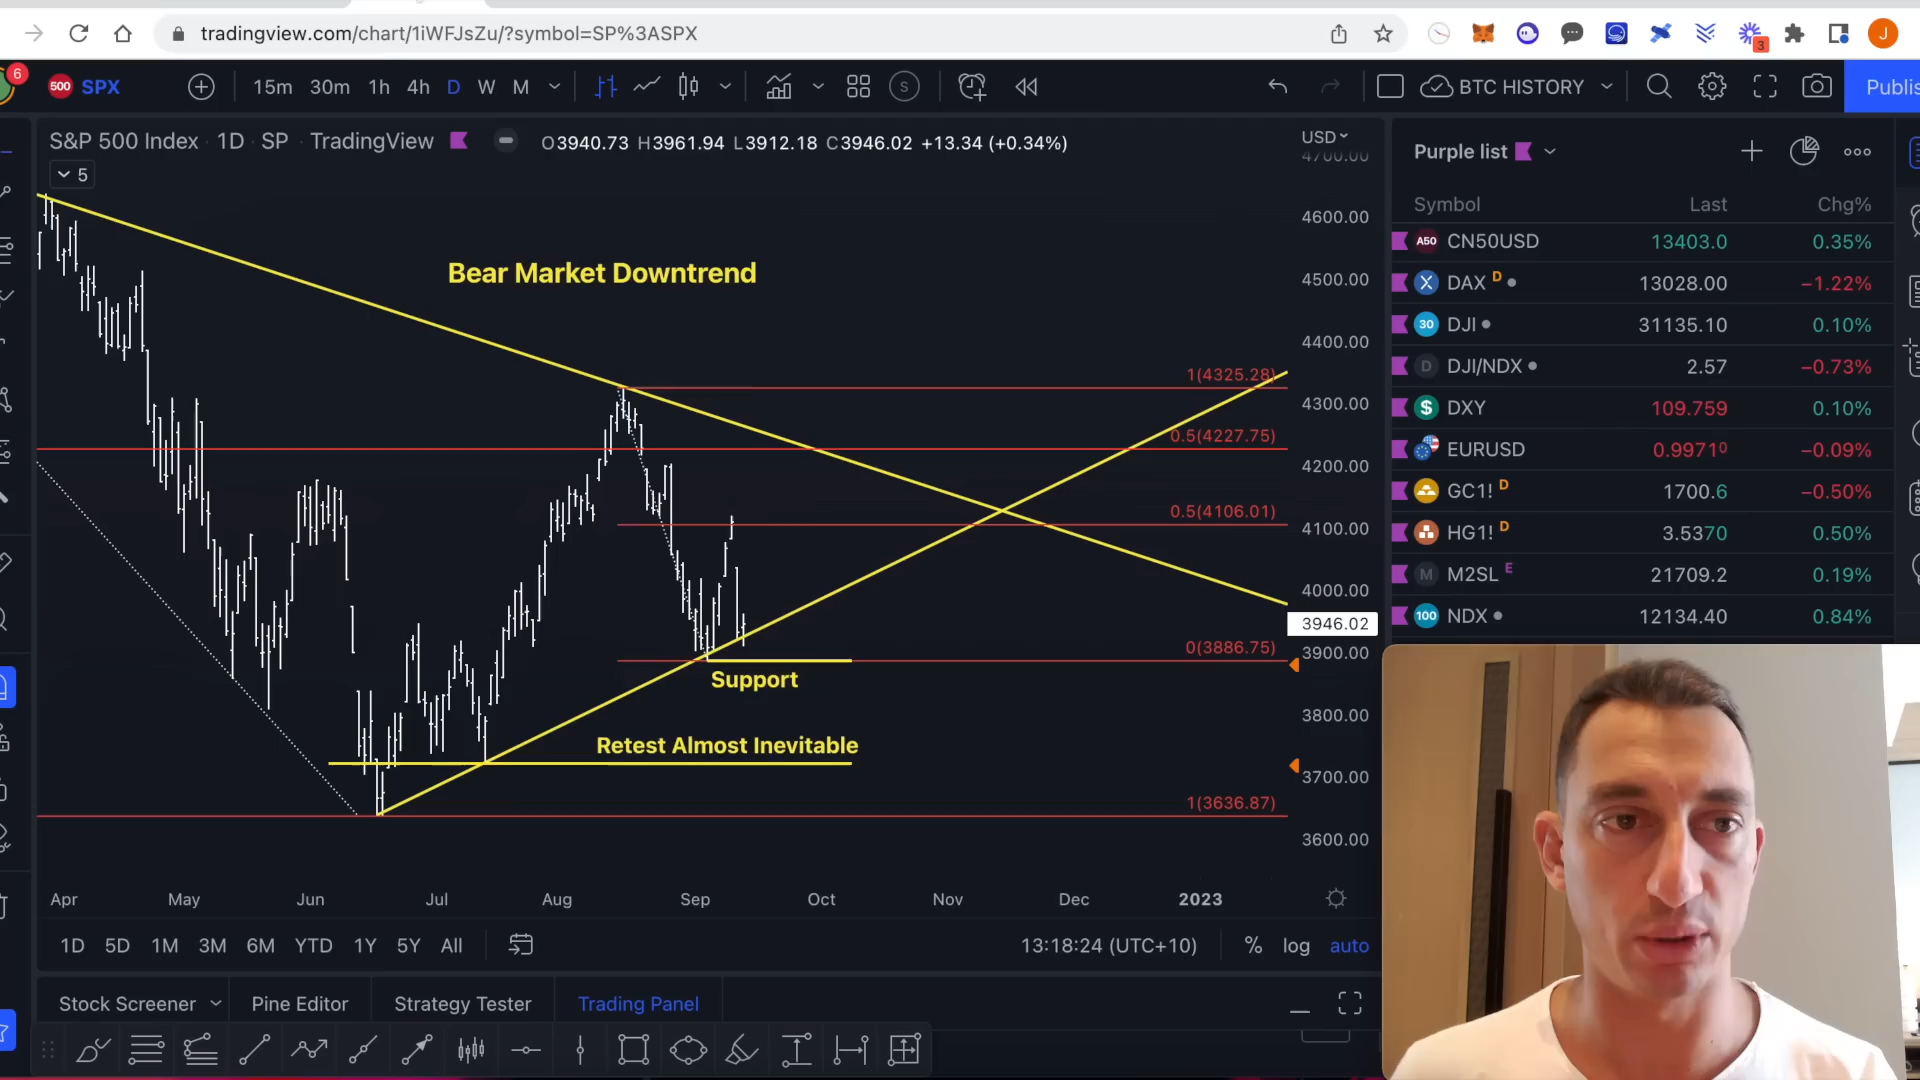 tradingview.com/chart/1iWFJsZu/?symbol=SP%3ASPX
3
J
6
500 SPX
15m 30m 1h 4h D W M
S
BTC HISTORY
Publis
S&P 500 Index · 1D · SP · TradingView
O3940.73 H3961.94 L3912.18 C3946.02 +13.34 (+0.34%)
5
USD
4700.00
4600.00
4500.00
4400.00
4300.00
4200.00
4100.00
4000.00
3946.02
3900.00
3800.00
3700.00
3600.00
Bear Market Downtrend
1(4325.28)
0.5(4227.75)
0.5(4106.01)
0(3886.75)
Support
Retest Almost Inevitable
1(3636.87)
Apr May Jun Jul Aug Sep Oct Nov Dec 2023
1D 5D 1M 3M 6M YTD 1Y 5Y All
13:18:24 (UTC+10) % log auto
Stock Screener Pine Editor Strategy Tester Trading Panel
Purple list
Symbol Last Chg%
A50 CN50USD 13403.0 0.35%
DAX D 13028.00 −1.22%
30 DJI 31135.10 0.10%
D DJI/NDX 2.57 −0.73%
$ DXY 109.759 0.10%
EURUSD 0.99710 −0.09%
GC1! D 1700.6 −0.50%
HG1! D 3.5370 0.50%
M M2SL E 21709.2 0.19%
100 NDX 12134.40 0.84%